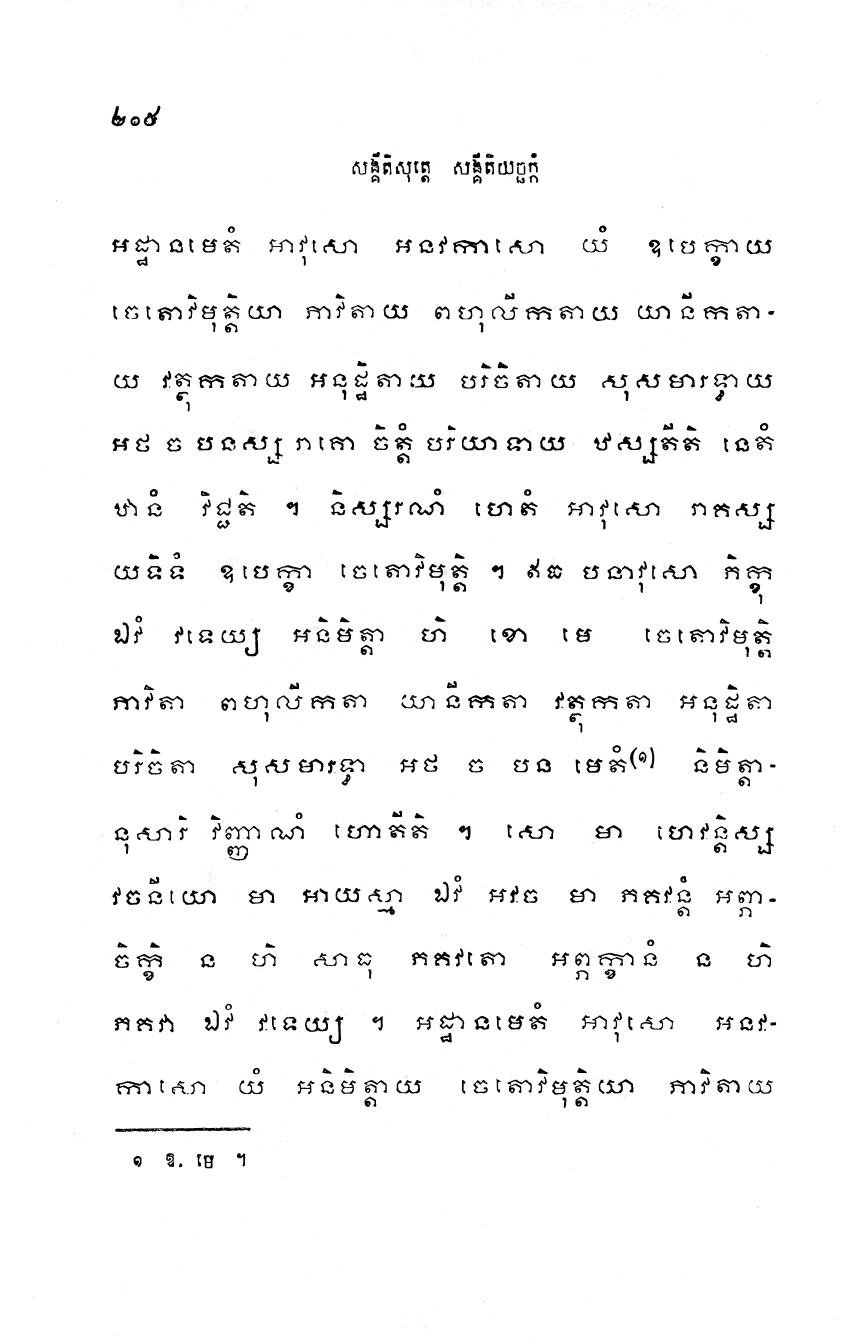 ២១៥
សង្គីតិសុត្តេ សង្គីតិយច្ឆក្កំ
អដ្ឋានមេតំ អាវុសោ អនវកាសោ យំ ឧបេក្ខាយ
ចេតោវិមុត្តិយា ភាវិតាយ ពហុលីកតាយ យានីកតា-
យ វត្ថុកតាយ អនុដ្ឋិតាយ បរិចិតាយ សុសមារទ្ធាយ
អថ ច បនស្ស រាគោ ចិត្តំ បរិយាទាយ ឋស្សតីតិ នេតំ
ឋានំ វិជ្ជតិ ។ និស្សរណំ ហេតំ អាវុសោ រាគស្ស
យទិទំ ឧបេក្ខា ចេតោវិមុត្តិ ។ ឥធ បនាវុសោ ភិក្ខុ
ឯវំ វទេយ្យ អនិមិត្តា ហិ ខោ មេ ចេតោវិមុត្តិ
ភាវិតា ពហុលីកតា យានីកតា វត្ថុកតា អនុដ្ឋិតា
បរិចិតា សុសមារទ្ធា អថ ច បន មេតំ(១) និមិត្តា-
នុសារិ វិញ្ញាណំ ហោតីតិ ។ សោ មា ហេវន្តិស្ស
វចនីយោ មា អាយស្មា ឯវំ អវច មា ភគវន្តំ អព្ភា-
ចិក្ខិ ន ហិ សាធុ ភគវតោ អព្ភក្ខានំ ន ហិ
ភគវា ឯវំ វទេយ្យ ។ អដ្ឋានមេតំ អាវុសោ អនវ-
កាសោ យំ អនិមិត្តាយ ចេតោវិមុត្តិយា ភាវិតាយ
១ ឱ. មេ ។